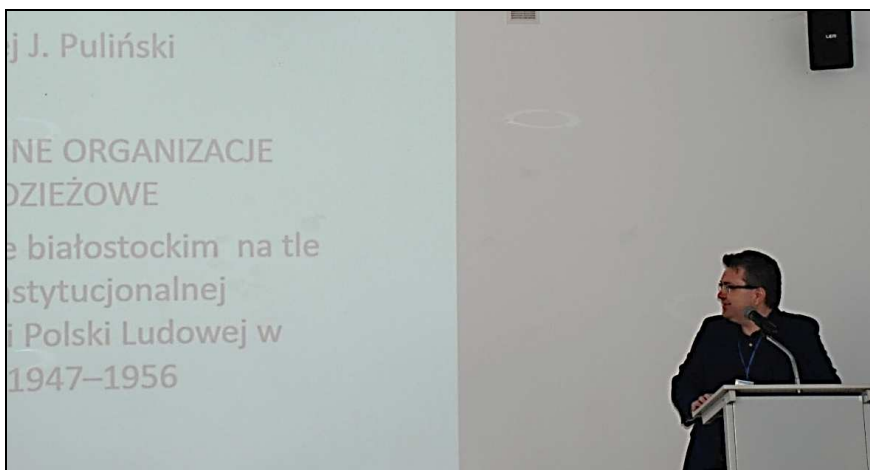 j J. Puliński
NE ORGANIZACJE
DZIEŻOWE
e białostockim na tle
stytucjonalnej
i Polski Ludowej w
1947–1956